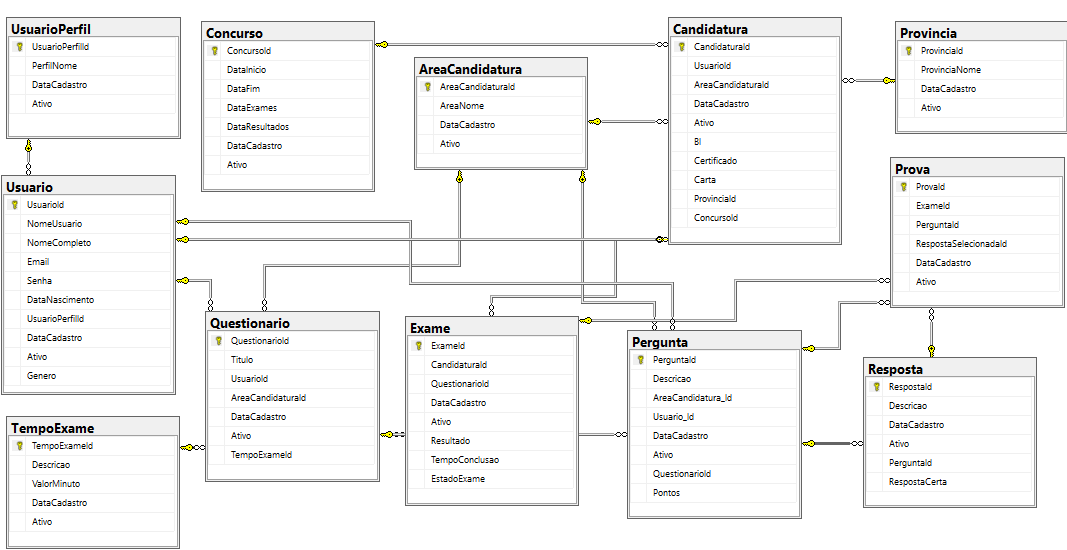 UsuarioPerfil
UsuarioPerfilId
PerfilNome
DataCadastro
Ativo
Concurso
ConcursoId
DataInicio
DataFim
DataExames
DataResultados
DataCadastro
Ativo
AreaCandidatura
AreaCandidaturaId
AreaNome
DataCadastro
Ativo
Candidatura
CandidaturaId
UsuarioId
AreaCandidaturaId
DataCadastro
Ativo
BI
Certificado
Carta
ProvinciaId
ConcursoId
Provincia
ProvinciaId
ProvinciaNome
DataCadastro
Ativo
Usuario
UsuarioId
NomeUsuario
NomeCompleto
Email
Senha
DataNascimento
UsuarioPerfilId
DataCadastro
Ativo
Genero
Prova
ProvaId
ExameId
PerguntaId
RespostaSelecionadaId
DataCadastro
Ativo
Questionario
QuestionarioId
Titulo
UsuarioId
AreaCandidaturaId
DataCadastro
Ativo
TempoExameId
Exame
ExameId
CandidaturaId
QuestionarioId
DataCadastro
Ativo
Resultado
TempoConclusao
EstadoExame
Pergunta
PerguntaId
Descricao
AreaCandidatura_Id
Usuario_Id
DataCadastro
Ativo
QuestionarioId
Pontos
Resposta
RespostaId
Descricao
DataCadastro
Ativo
PerguntaId
RespostaCerta
TempoExame
TempoExameId
Descricao
ValorMinuto
DataCadastro
Ativo